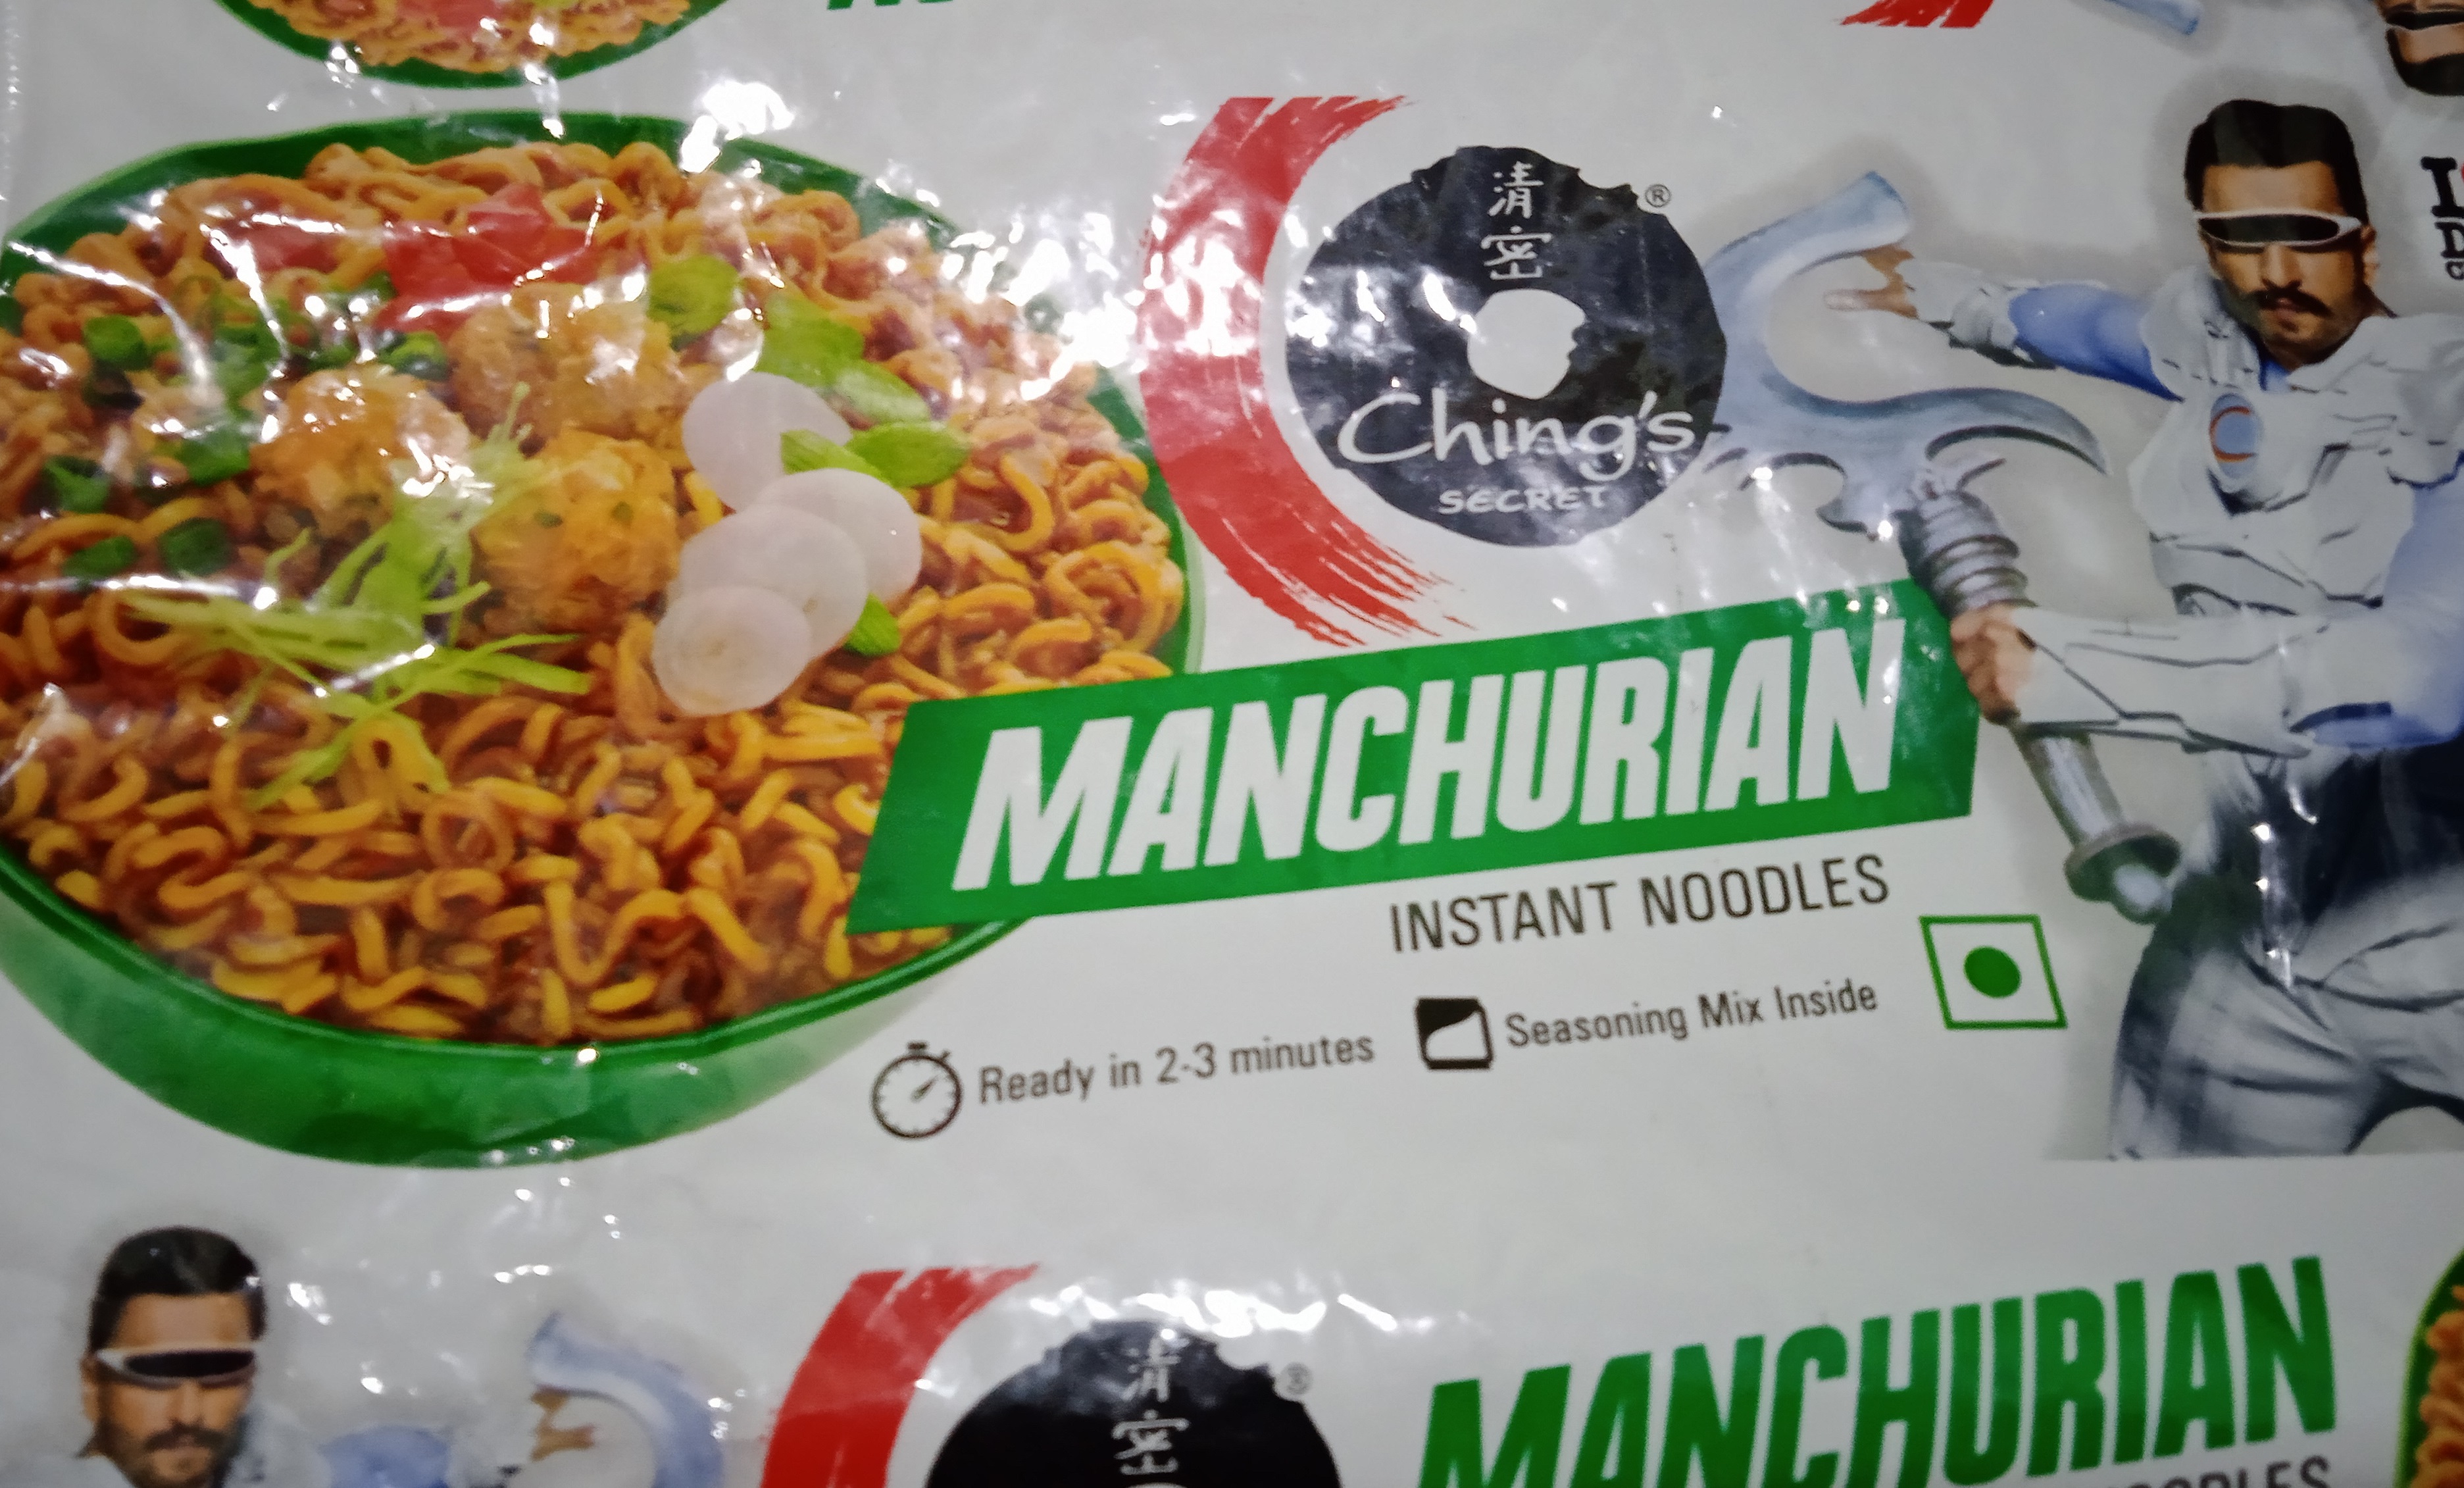 清
密
®
Ching's
SECRET
MANCHURIAN
INSTANT NOODLES
Ready in 2-3 minutes
Seasoning Mix Inside
清
密
®
MANCHURIAN